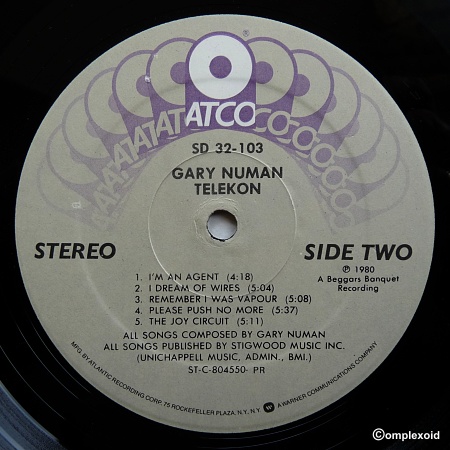 ATCO
®
SD 32-103
GARY NUMAN
TELEKON
STEREO
SIDE TWO
℗ 1980
A Beggars Banquet
Recording
1. I'M AN AGENT (4:18)
2. I DREAM OF WIRES (5:04)
3. REMEMBER I WAS VAPOUR (5:08)
4. PLEASE PUSH NO MORE (5:37)
5. THE JOY CIRCUIT (5:11)
ALL SONGS COMPOSED BY GARY NUMAN
ALL SONGS PUBLISHED BY STIGWOOD MUSIC INC.
(UNICHAPPELL MUSIC, ADMIN., BMI.)
ST-C-804550- PR
MFG. BY ATLANTIC RECORDING CORP. 75 ROCKEFELLER PLAZA, N.Y. N.Y. W A WARNER COMMUNICATIONS COMPANY
©omplexoid